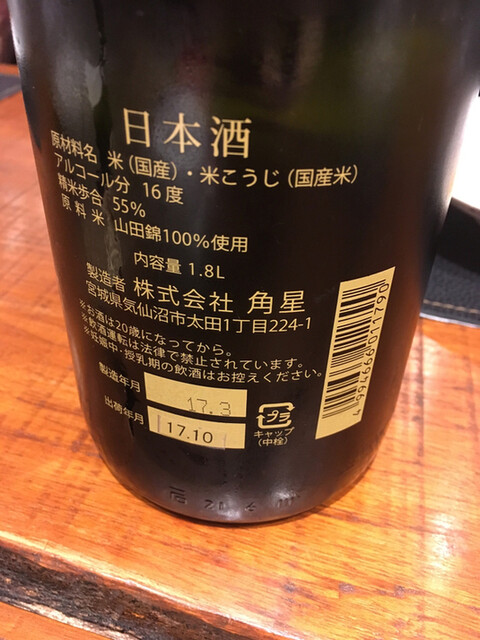 日本酒
原材料名 米(国産)・米こうじ(国産米)
アルコール分 16度
精米歩合 55%
原料米 山田錦100%使用
内容量 1.8L
製造者 株式会社 角星
宮城県気仙沼市太田1丁目224-1
※お酒は20歳になってから。
※飲酒運転は法律で禁止されています。
※妊娠中・授乳期の飲酒はお控えください。
製造年月 17.3
出荷年月 17.10
プラ
キャップ
(中栓)
4994666011790